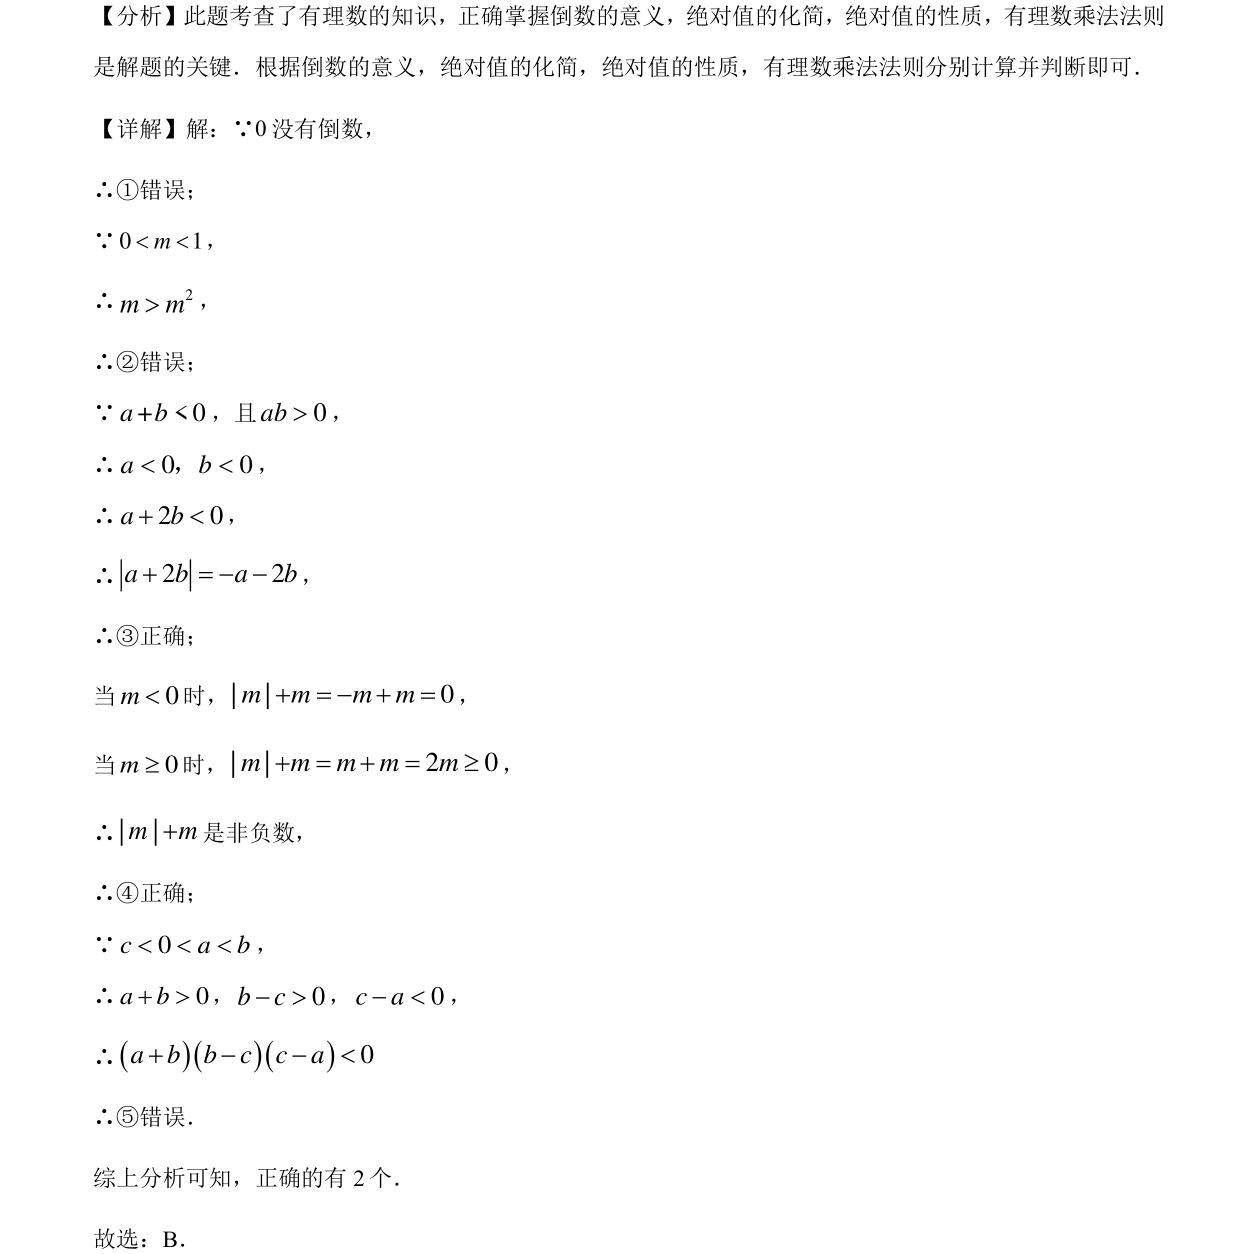 【分析】此题考查了有理数的知识，正确掌握倒数的意义，绝对值的化简，绝对值的性质，有理数乘法法则
是解题的关键．根据倒数的意义，绝对值的化简，绝对值的性质，有理数乘法法则分别计算并判断即可．
【详解】解：∵0 没有倒数，
∴①错误；
∵0<m<1，
∴m>m²，
∴②错误；
∵a+b<0，且ab>0，
∴a<0，b<0，
∴a+2b<0，
∴|a+2b|=−a−2b，
∴③正确；
当m<0时，|m|+m=−m+m=0，
当m≥0时，|m|+m=m+m=2m≥0，
∴|m|+m是非负数，
∴④正确；
∵c<0<a<b，
∴a+b>0，b−c>0，c−a<0，
∴(a+b)(b−c)(c−a)<0
∴⑤错误．
综上分析可知，正确的有 2 个．
故选：B．